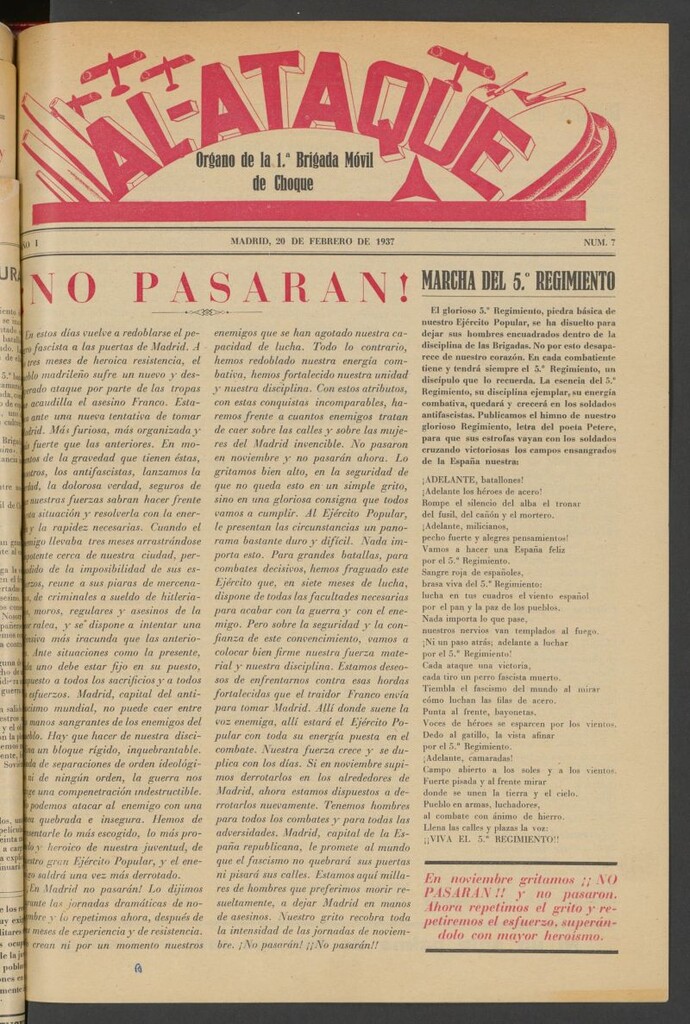 AL-ATAQUE
Organo de la 1.ª Brigada Móvil
de Choque
O I
MADRID, 20 DE FEBRERO DE 1937
NUM. 7
NO PASARAN!
En estos días vuelve a redoblarse el pe-
o fascista a las puertas de Madrid. A
tres meses de heroica resistencia, el
blo madrileño sufre un nuevo y des-
rado ataque por parte de las tropas
acaudilla el asesino Franco. Esta-
ante una nueva tentativa de tomar
drid. Más furiosa, más organizada y
fuerte que las anteriores. En mo-
tos de la gravedad que tienen éstas,
otros, los antifascistas, lanzamos la
dad, la dolorosa verdad, seguros de
nuestras fuerzas sabran hacer frente
situación y resolverla con la ener-
y la rapidez necesarias. Cuando el
migo llevaba tres meses arrastrándose
otente cerca de nuestra ciudad, per-
dido de la imposibilidad de sus es-
rzos, reune a sus piaras de mercena-
, de criminales a sueldo de hitleria-
, moros, regulares y asesinos de la
ralea, y se dispone a intentar una
iva más iracunda que las anterio-
Ante situaciones como la presente,
uno debe estar fijo en su puesto,
uesto a todos los sacrificios y a todos
esfuerzos. Madrid, capital del anti-
cismo mundial, no puede caer entre
manos sangrantes de los enemigos del
blo. Hay que hacer de nuestra disci-
un bloque rígido, inquebrantable.
a de separaciones de orden ideológi-
ni de ningún orden, la guerra nos
e una compenetración indestructible.
podemos atacar al enemigo con una
quebrada e insegura. Hemos de
entarle lo más escogido, lo más pro-
y heroico de nuestra juventud, de
stro gran Ejército Popular, y el ene-
o saldrá una vez más derrotado.
¡En Madrid no pasarán! Lo dijimos
ante las jornadas dramáticas de no-
mbre y lo repetimos ahora, después de
meses de experiencia y de resistencia.
crean ni por un momento nuestros
enemigos que se han agotado nuestra ca-
pacidad de lucha. Todo lo contrario,
hemos redoblado nuestra energía com-
bativa, hemos fortalecido nuestra unidad
y nuestra disciplina. Con estos atributos,
con estas conquistas incomparables, ha-
remos frente a cuantos enemigos tratan
de caer sobre las calles y sobre las muje-
res del Madrid invencible. No pasaron
en noviembre y no pasarán ahora. Lo
gritamos bien alto, en la seguridad de
que no queda esto en un simple grito,
sino en una gloriosa consigna que todos
vamos a cumplir. Al Ejército Popular,
le presentan las circunstancias un pano-
rama bastante duro y difícil. Nada im-
porta esto. Para grandes batallas, para
combates decisivos, hemos fraguado este
Ejército que, en siete meses de lucha,
dispone de todas las facultades necesarias
para acabar con la guerra y con el ene-
migo. Pero sobre la seguridad y la con-
fianza de este convencimiento, vamos a
colocar bien firme nuestra fuerza mate-
rial y nuestra disciplina. Estamos deseo-
sos de enfrentarnos contra esas hordas
fortalecidas que el traidor Franco envía
para tomar Madrid. Allí donde suene la
voz enemiga, allí estará el Ejército Po-
pular con toda su energía puesta en el
combate. Nuestra fuerza crece y se du-
plica con los días. Si en noviembre supi-
mos derrotarlos en los alrededores de
Madrid, ahora estamos dispuestos a de-
rrotarlos nuevamente. Tenemos hombres
para todos los combates y para todas las
adversidades. Madrid, capital de la Es-
paña republicana, le promete al mundo
que el fascismo no quebrará sus puertas
ni pisará sus calles. Estamos aquí milla-
res de hombres que preferimos morir re-
sueltamente, a dejar Madrid en manos
de asesinos. Nuestro grito recobra toda
la intensidad de las jornadas de noviem-
bre. ¡No pasarán! ¡¡No pasarán!!
MARCHA DEL 5.º REGIMIENTO
El glorioso 5.º Regimiento, piedra básica de
nuestro Ejército Popular, se ha disuelto para
dejar sus hombres encuadrados dentro de la
disciplina de las Brigadas. No por esto desapa-
rece de nuestro corazón. En cada combatiente
tiene y tendrá siempre el 5.º Regimiento, un
discípulo que lo recuerda. La esencia del 5.º
Regimiento, su disciplina ejemplar, su energía
combativa, quedará y crecerá en los soldados
antifascistas. Publicamos el himno de nuestro
glorioso Regimiento, letra del poeta Petere,
para que sus estrofas vayan con los soldados
cruzando victoriosas los campos ensangrados
de la España nuestra:
¡ADELANTE, batallones!
¡Adelante los héroes de acero!
Rompe el silencio del alba el tronar
del fusil, del cañón y el mortero.
¡Adelante, milicianos,
pecho fuerte y alegres pensamientos!
Vamos a hacer una España feliz
por el 5.º Regimiento.
Sangre roja de españoles,
brasa viva del 5.º Regimiento;
lucha en tus cuadros el viento español
por el pan y la paz de los pueblos.
Nada importa lo que pase,
nuestros nervios van templados al fuego.
¡Ni un paso atrás; adelante a luchar
por el 5.º Regimiento!
Cada ataque una victoria,
cada tiro un perro fascista muerto.
Tiembla el fascismo del mundo al mirar
cómo luchan las filas de acero.
Punta al frente, bayonetas.
Voces de héroes se esparcen por los vientos.
Dedo al gatillo, la vista afinar
por el 5.º Regimiento.
¡Adelante, camaradas!
Campo abierto a los soles y a los vientos.
Fuerte pisada y al frente mirar
donde se unen la tierra y el cielo.
Pueblo en armas, luchadores,
al combate con ánimo de hierro.
Llena las calles y plazas la voz:
¡¡VIVA EL 5.º REGIMIENTO!!
En noviembre gritamos ¡¡NO
PASARAN!! y no pasaron.
Ahora repetimos el grito y re-
petiremos el esfuerzo, superán-
dolo con mayor heroísmo.